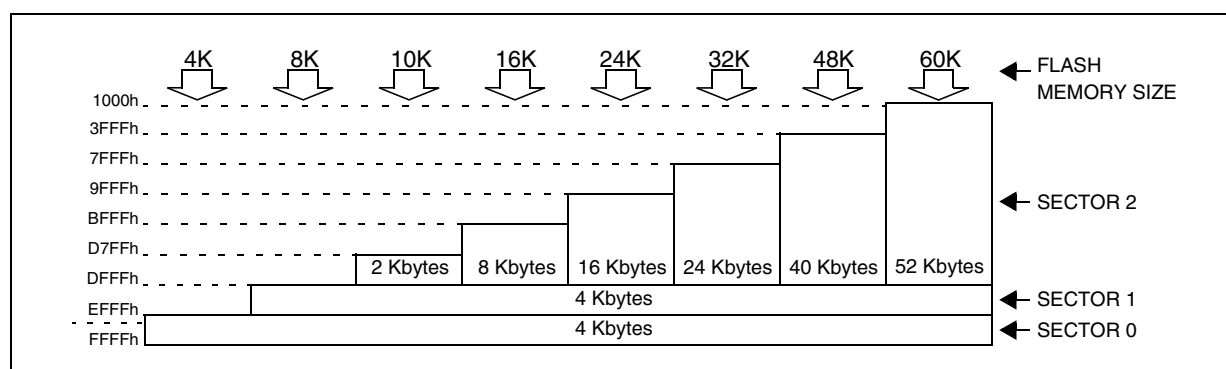 4K 8K 10K 16K 24K 32K 48K 60K
FLASH
MEMORY SIZE
1000h
3FFFh
7FFFh
9FFFh
SECTOR 2
BFFFh
D7FFh
2 Kbytes 8 Kbytes 16 Kbytes 24 Kbytes 40 Kbytes 52 Kbytes
DFFFh
4 Kbytes SECTOR 1
EFFFh
4 Kbytes SECTOR 0
FFFFh